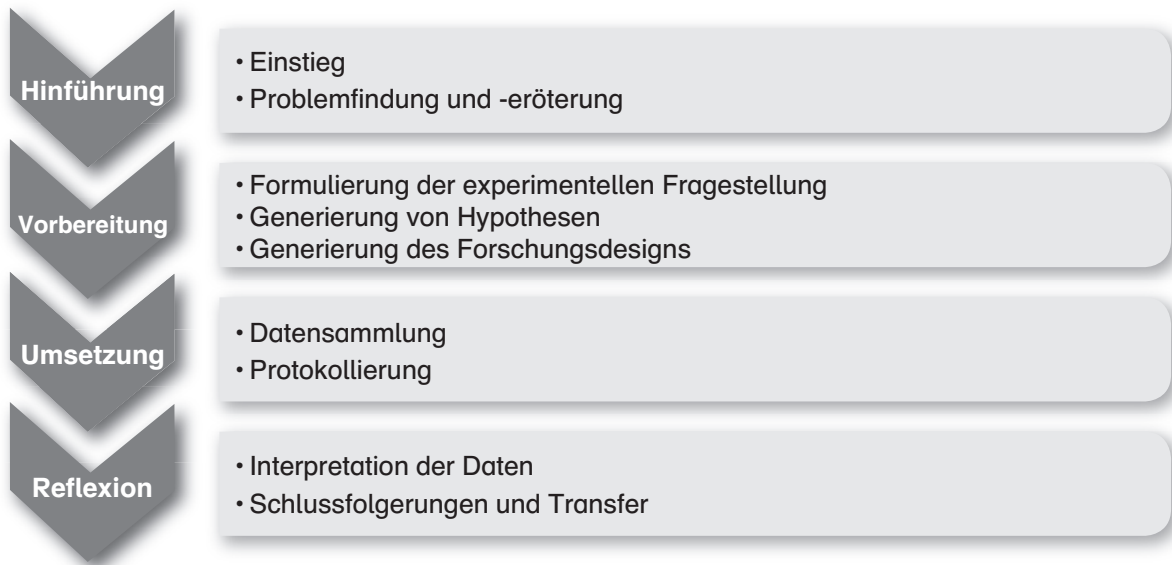 Hinführung
• Einstieg
• Problemfindung und -eröterung
Vorbereitung
• Formulierung der experimentellen Fragestellung
• Generierung von Hypothesen
• Generierung des Forschungsdesigns
Umsetzung
• Datensammlung
• Protokollierung
Reflexion
• Interpretation der Daten
• Schlussfolgerungen und Transfer